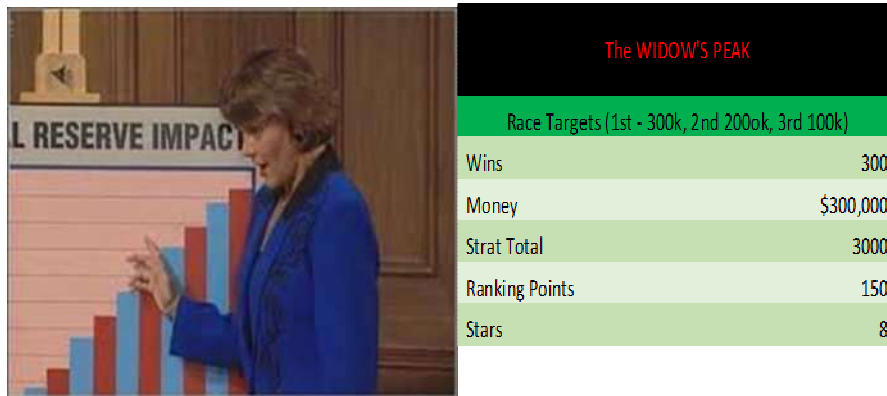 L RESERVE IMPAC
The WIDOW'S PEAK
Race Targets (1st - 300k, 2nd 200ok, 3rd 100k)
Wins 300
Money $300,000
Strat Total 3000
Ranking Points 150
Stars 8